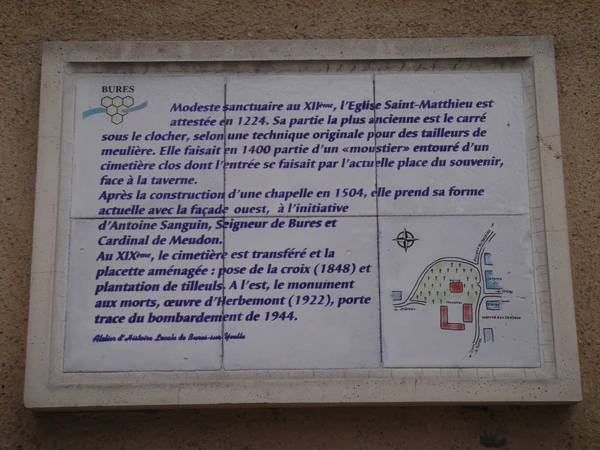 BURES
Modeste sanctuaire au XIIème, l'Eglise Saint-Matthieu est
attestée en 1224. Sa partie la plus ancienne est le carré
sous le clocher, selon une technique originale pour des tailleurs de
meulière. Elle faisait en 1400 partie d'un «moustier» entouré d'un
cimetière clos dont l'entrée se faisait par l'actuelle place du souvenir,
face à la taverne.
Après la construction d'une chapelle en 1504, elle prend sa forme
actuelle avec la façade ouest, à l'initiative
d'Antoine Sanguin, Seigneur de Bures et
Cardinal de Meudon.
Au XIXème, le cimetière est transféré et la
placette aménagée : pose de la croix (1848) et
plantation de tilleuls. A l'est, le monument
aux morts, œuvre d'Herbemont (1922), porte
trace du bombardement de 1944.
Atelier d'Histoire Locale de Bures-sur-Yvette